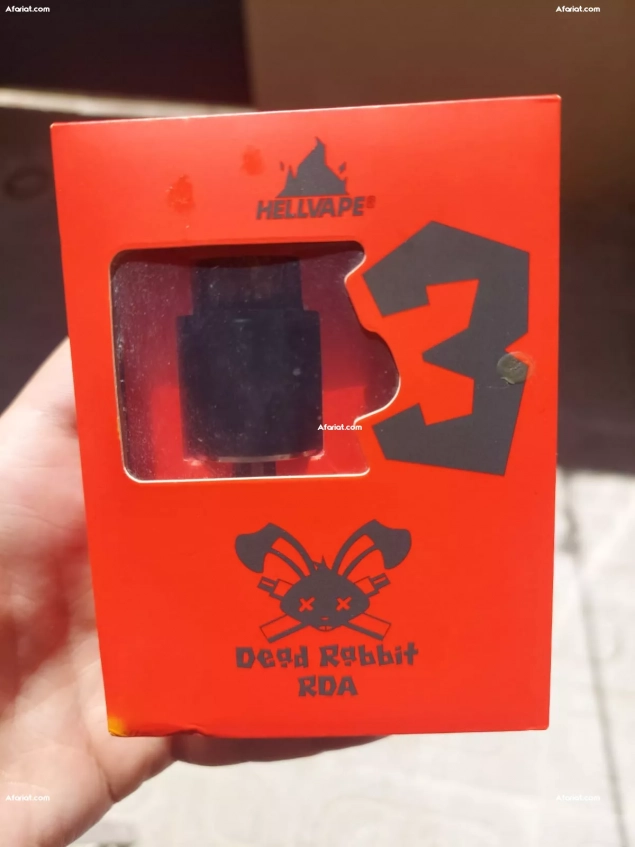 Afariat.com
Afariat.com
HELLVAPE®
3
Afariat.com
Dead Rabbit
RDA
Afariat.com
Afariat.com